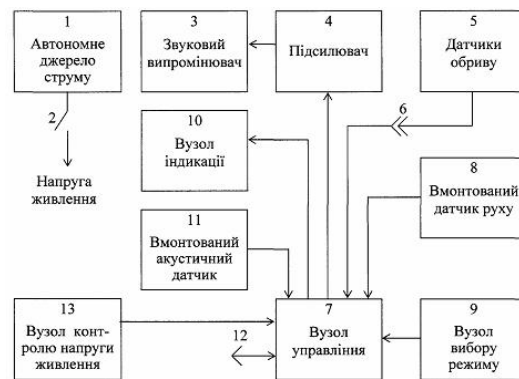 1
Автономне
джерело
струму
3
Звуковий
випромінювач
4
Підсилювач
5
Датчики
обриву
2
6
Напруга
живлення
10
Вузол
індикації
8
Вмонтований
датчик руху
11
Вмонтований
акустичний
датчик
13
Вузол конт-
ролю напруги
живлення
12
7
Вузол
управління
9
Вузол
вибору
режиму